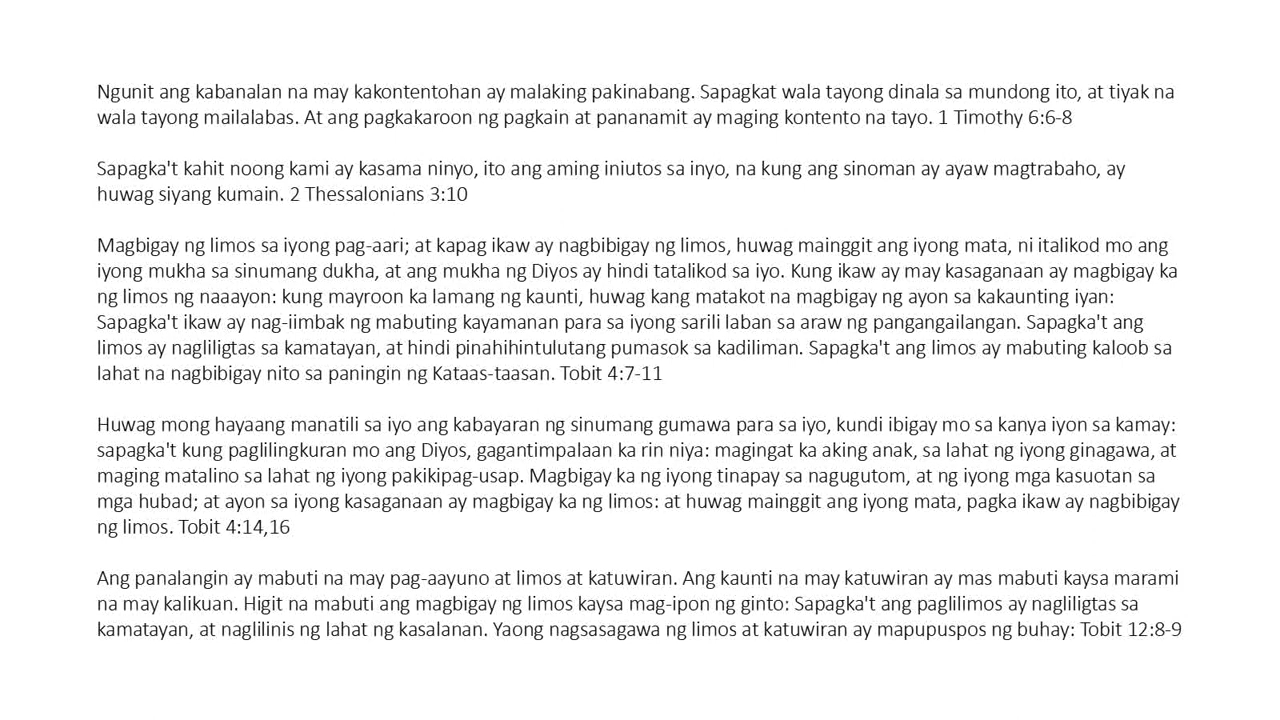 Ngunit ang kabanalan na may kakontentohan ay malaking pakinabang. Sapagkat wala tayong dinala sa mundong ito, at tiyak na
wala tayong mailalabas. At ang pagkakaroon ng pagkain at pananamit ay maging kontento na tayo. 1 Timothy 6:6-8
Sapagka't kahit noong kami ay kasama ninyo, ito ang aming iniutos sa inyo, na kung ang sinoman ay ayaw magtrabaho, ay
huwag siyang kumain. 2 Thessalonians 3:10
Magbigay ng limos sa iyong pag-aari; at kapag ikaw ay nagbibigay ng limos, huwag mainggit ang iyong mata, ni italikod mo ang
iyong mukha sa sinumang dukha, at ang mukha ng Diyos ay hindi tatalikod sa iyo. Kung ikaw ay may kasaganaan ay magbigay ka
ng limos ng naaayon: kung mayroon ka lamang ng kaunti, huwag kang matakot na magbigay ng ayon sa kakaunting iyan:
Sapagka't ikaw ay nag-iimbak ng mabuting kayamanan para sa iyong sarili laban sa araw ng pangangailangan. Sapagka't ang
limos ay nagliligtas sa kamatayan, at hindi pinahihintulutang pumasok sa kadiliman. Sapagka't ang limos ay mabuting kaloob sa
lahat na nagbibigay nito sa paningin ng Kataas-taasan. Tobit 4:7-11
Huwag mong hayaang manatili sa iyo ang kabayaran ng sinumang gumawa para sa iyo, kundi ibigay mo sa kanya iyon sa kamay:
sapagka't kung paglilingkuran mo ang Diyos, gagantimpalaan ka rin niya: magingat ka aking anak, sa lahat ng iyong ginagawa, at
maging matalino sa lahat ng iyong pakikipag-usap. Magbigay ka ng iyong tinapay sa nagugutom, at ng iyong mga kasuotan sa
mga hubad; at ayon sa iyong kasaganaan ay magbigay ka ng limos: at huwag mainggit ang iyong mata, pagka ikaw ay nagbibigay
ng limos. Tobit 4:14,16
Ang panalangin ay mabuti na may pag-aayuno at limos at katuwiran. Ang kaunti na may katuwiran ay mas mabuti kaysa marami
na may kalikuan. Higit na mabuti ang magbigay ng limos kaysa mag-ipon ng ginto: Sapagka't ang paglilimos ay nagliligtas sa
kamatayan, at naglilinis ng lahat ng kasalanan. Yaong nagsasagawa ng limos at katuwiran ay mapupuspos ng buhay: Tobit 12:8-9